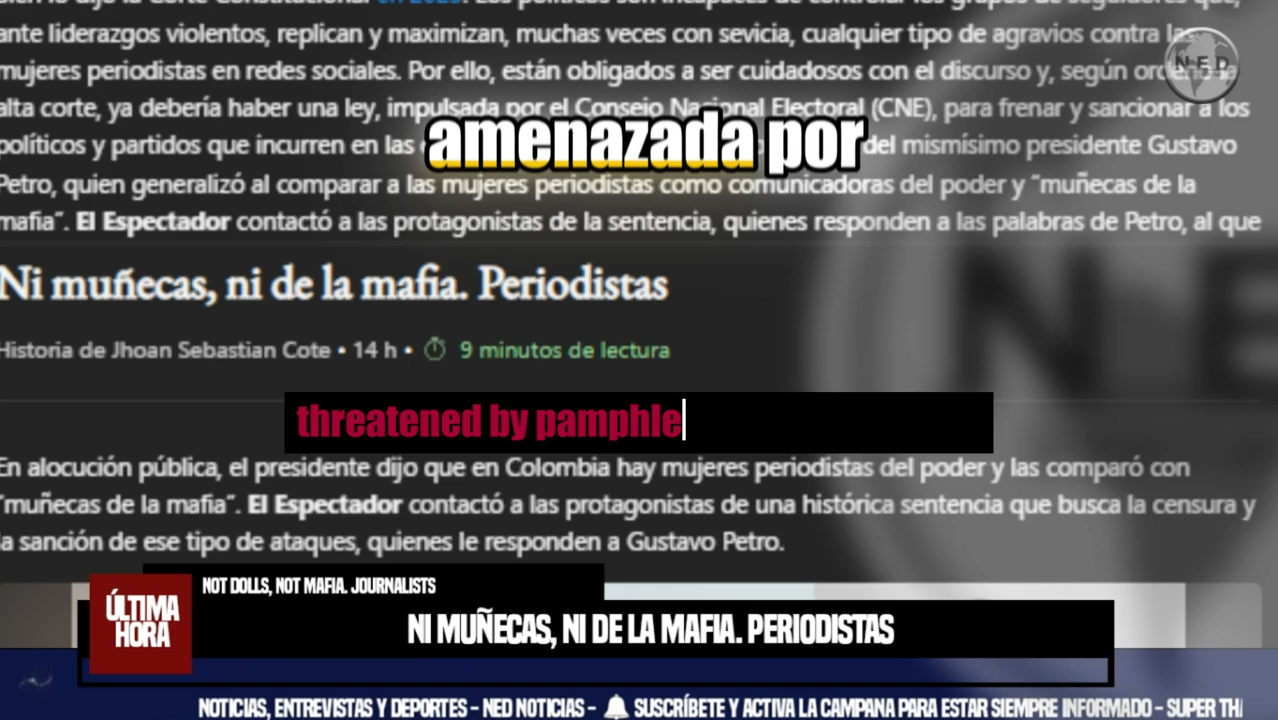 ante liderazgos violentos, replican y maximizan, muchas veces con sevicia, cualquier tipo de agravios contra las
mujeres periodistas en redes sociales. Por ello, están obligados a ser cuidadosos con el discurso y, según
alta corte, ya debería haber una ley, impulsada por el Consejo Nacional Electoral (CNE), para frenar y sancionar a los
políticos y partidos que incurren en las
del mismísimo presidente Gustavo
amenazada por
Petro, quien generalizó al comparar a las mujeres periodistas como comunicadoras del poder y "muñecas de la
mafia". El Espectador contactó a las protagonistas de la sentencia, quienes responden a las palabras de Petro, al que
NED
Ni muñecas, ni de la mafia. Periodistas
Historia de Jhoan Sebastian Cote • 14 h • 9 minutos de lectura
threatened by pamphle
En alocución pública, el presidente dijo que en Colombia hay mujeres periodistas del poder y las comparó con
"muñecas de la mafia". El Espectador contactó a las protagonistas de una histórica sentencia que busca la censura y
la sanción de ese tipo de ataques, quienes le responden a Gustavo Petro.
NOT DOLLS, NOT MAFIA. JOURNALISTS
ÚLTIMA
HORA
NI MUÑECAS, NI DE LA MAFIA. PERIODISTAS
NOTICIAS, ENTREVISTAS Y DEPORTES - NED NOTICIAS - SUSCRÍBETE Y ACTIVA LA CAMPANA PARA ESTAR SIEMPRE INFORMADO - SUPER